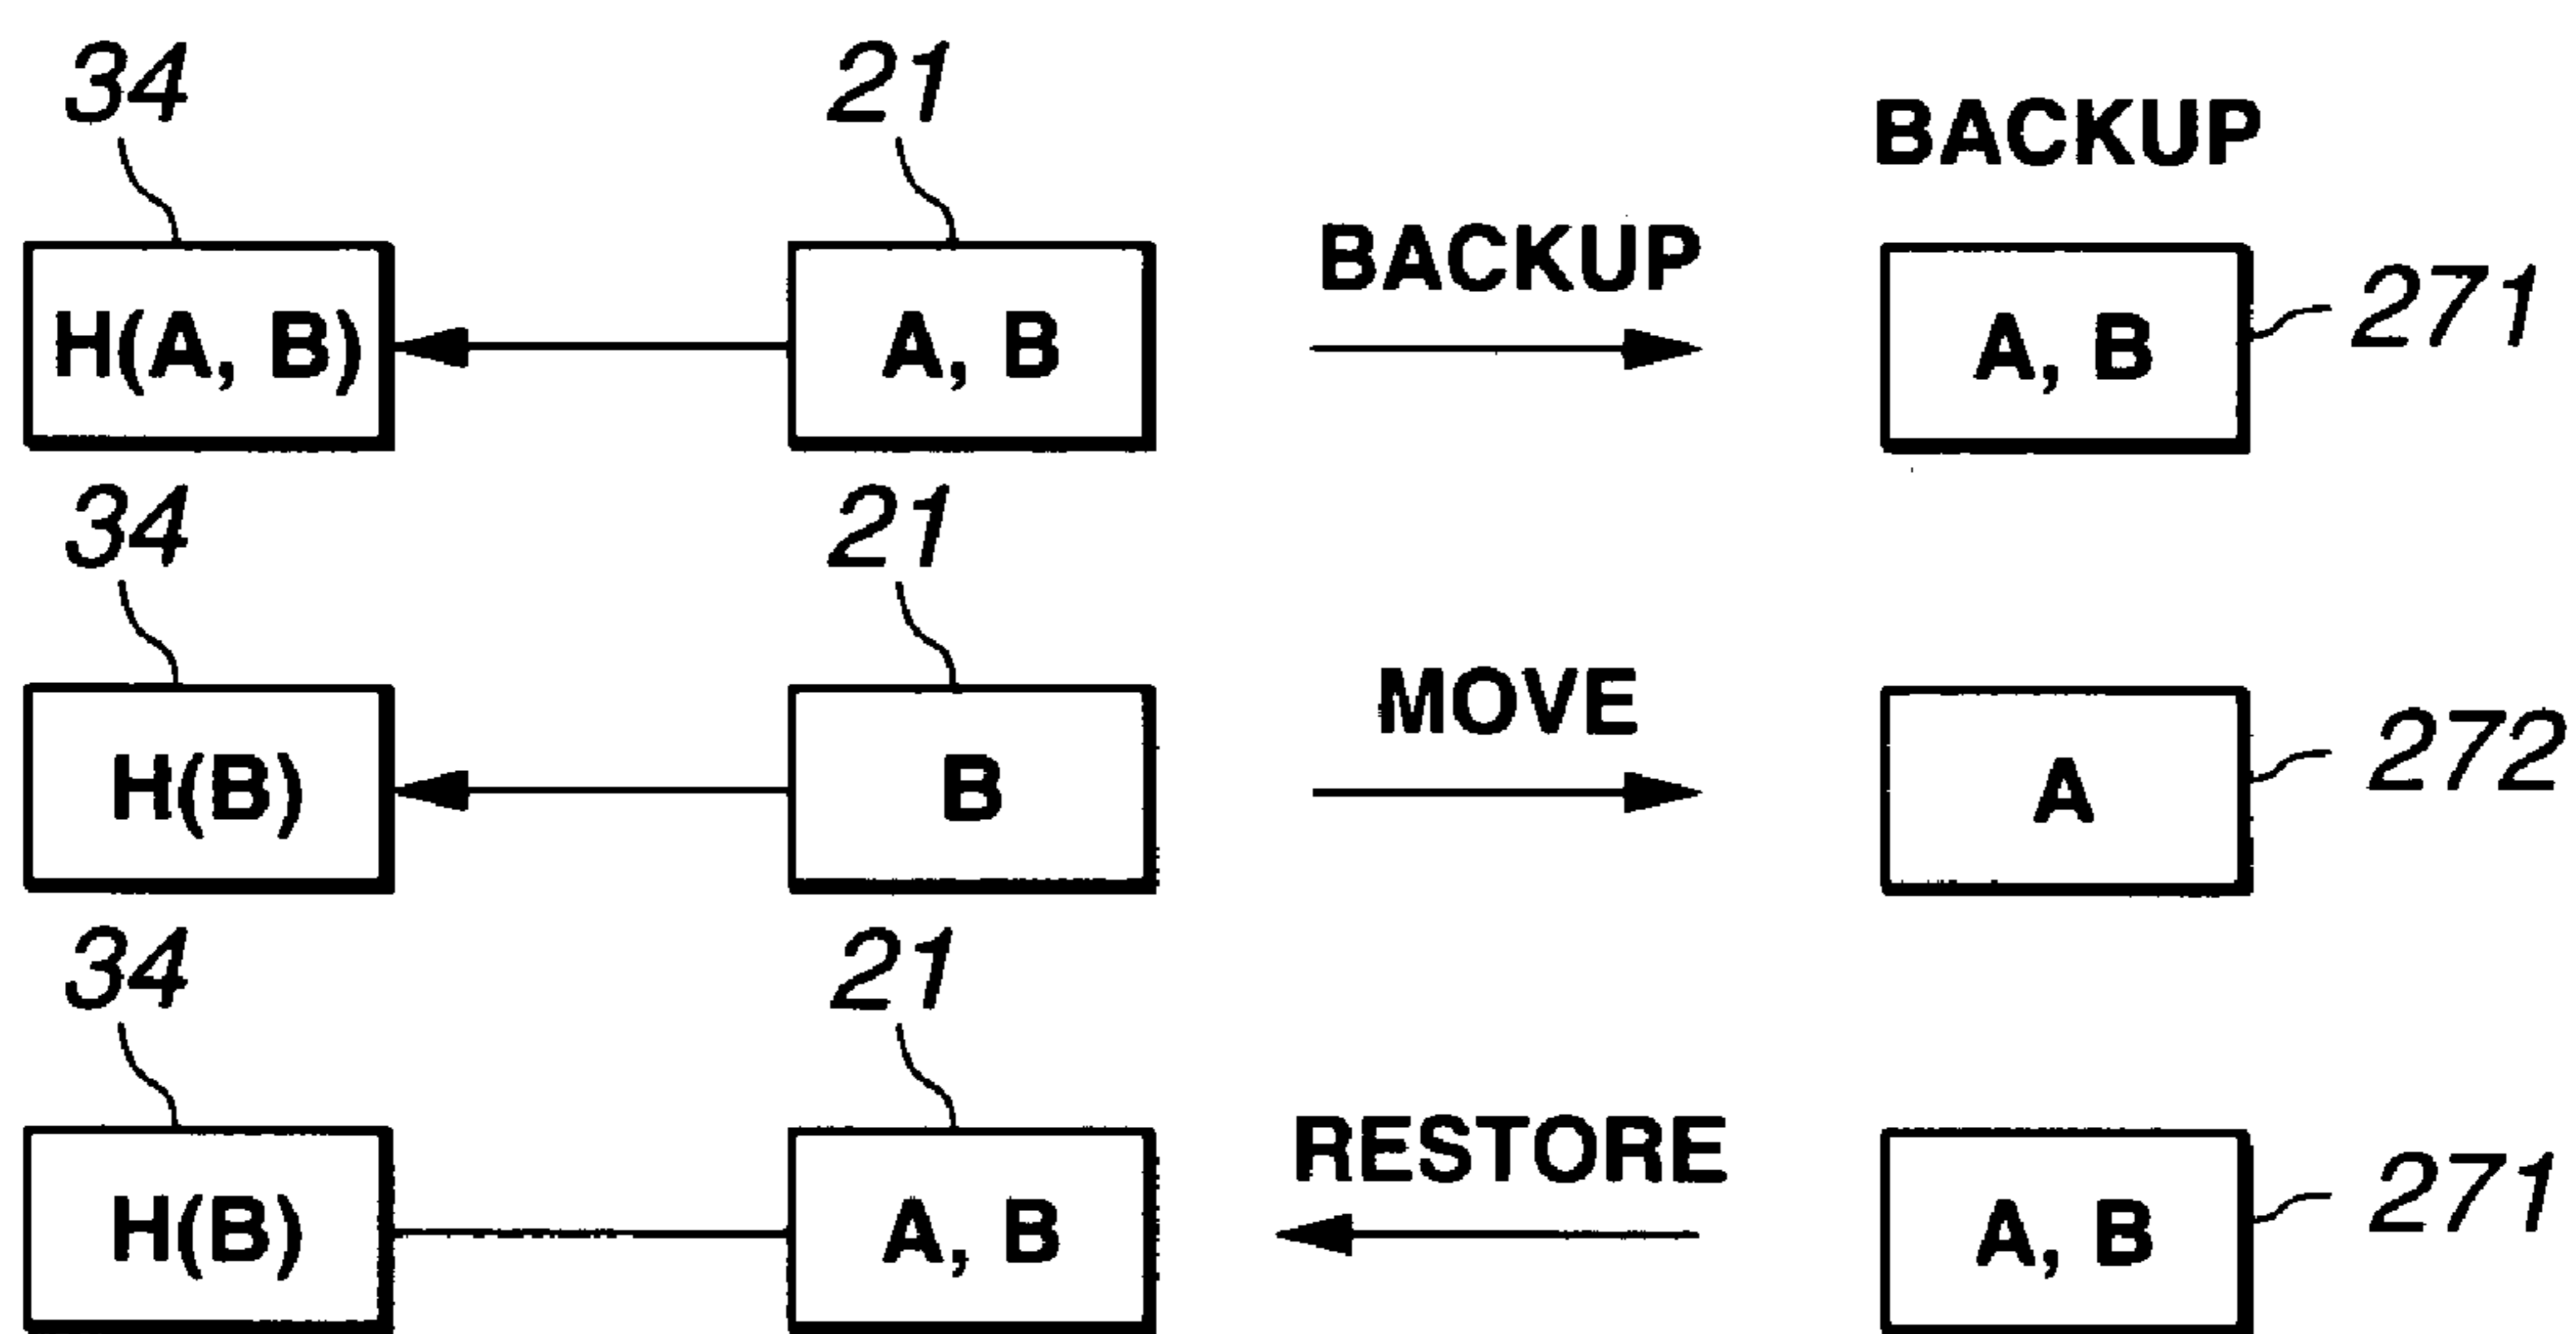 34 21 BACKUP
BACKUP
H(A, B) A, B A, B 271
34 21
MOVE
H(B) B A 272
34 21
RESTORE
H(B) A, B A, B 271